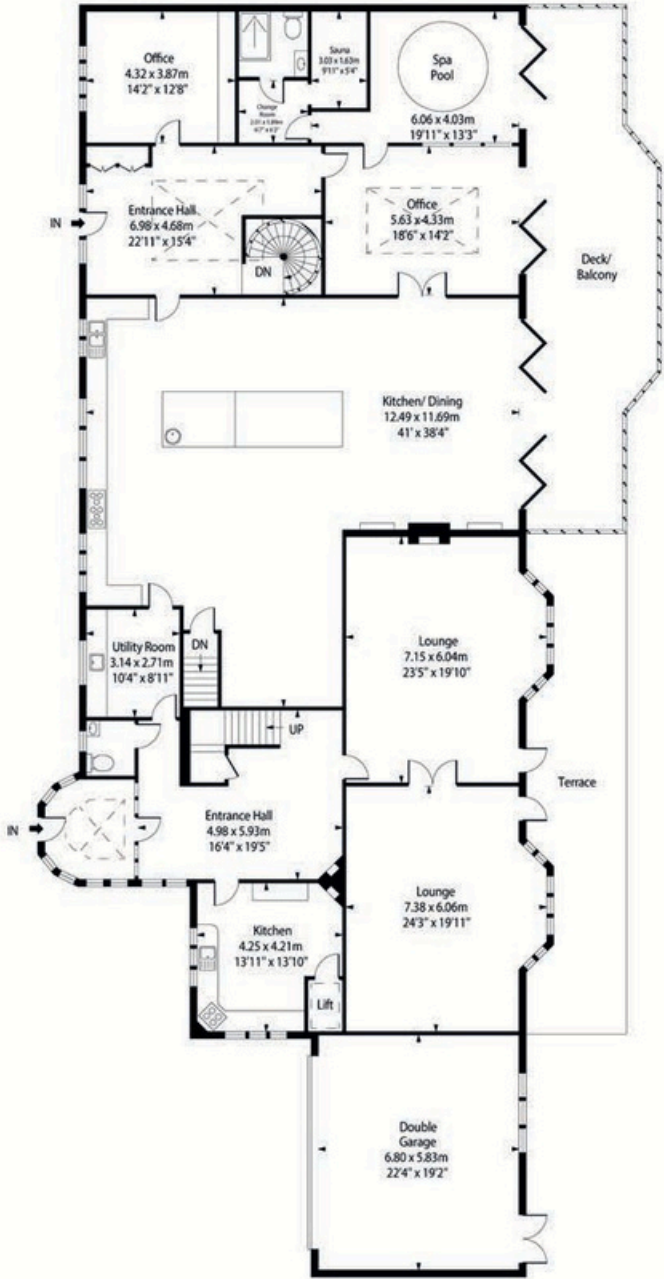 Office
4.32 x 3.87m
14'2" x 12'8"
Sauna
3.03 x 1.63m
9'11" x 5'4"
Spa
Pool
6.06 x 4.03m
19'11" x 13'3"
Change
Room
Entrance Hall
6.98 x 4.68m
22'11" x 15'4"
IN
DN
Office
5.63 x 4.33m
18'6" x 14'2"
Deck/
Balcony
Kitchen/ Dining
12.49 x 11.69m
41' x 38'4"
Utility Room
3.14 x 2.71m
10'4" x 8'11"
DN
Lounge
7.15 x 6.04m
23'5" x 19'10"
UP
Terrace
IN
Entrance Hall
4.98 x 5.93m
16'4" x 19'5"
Lounge
7.38 x 6.06m
24'3" x 19'11"
Kitchen
4.25 x 4.21m
13'11" x 13'10"
Lift
Double
Garage
6.80 x 5.83m
22'4" x 19'2"